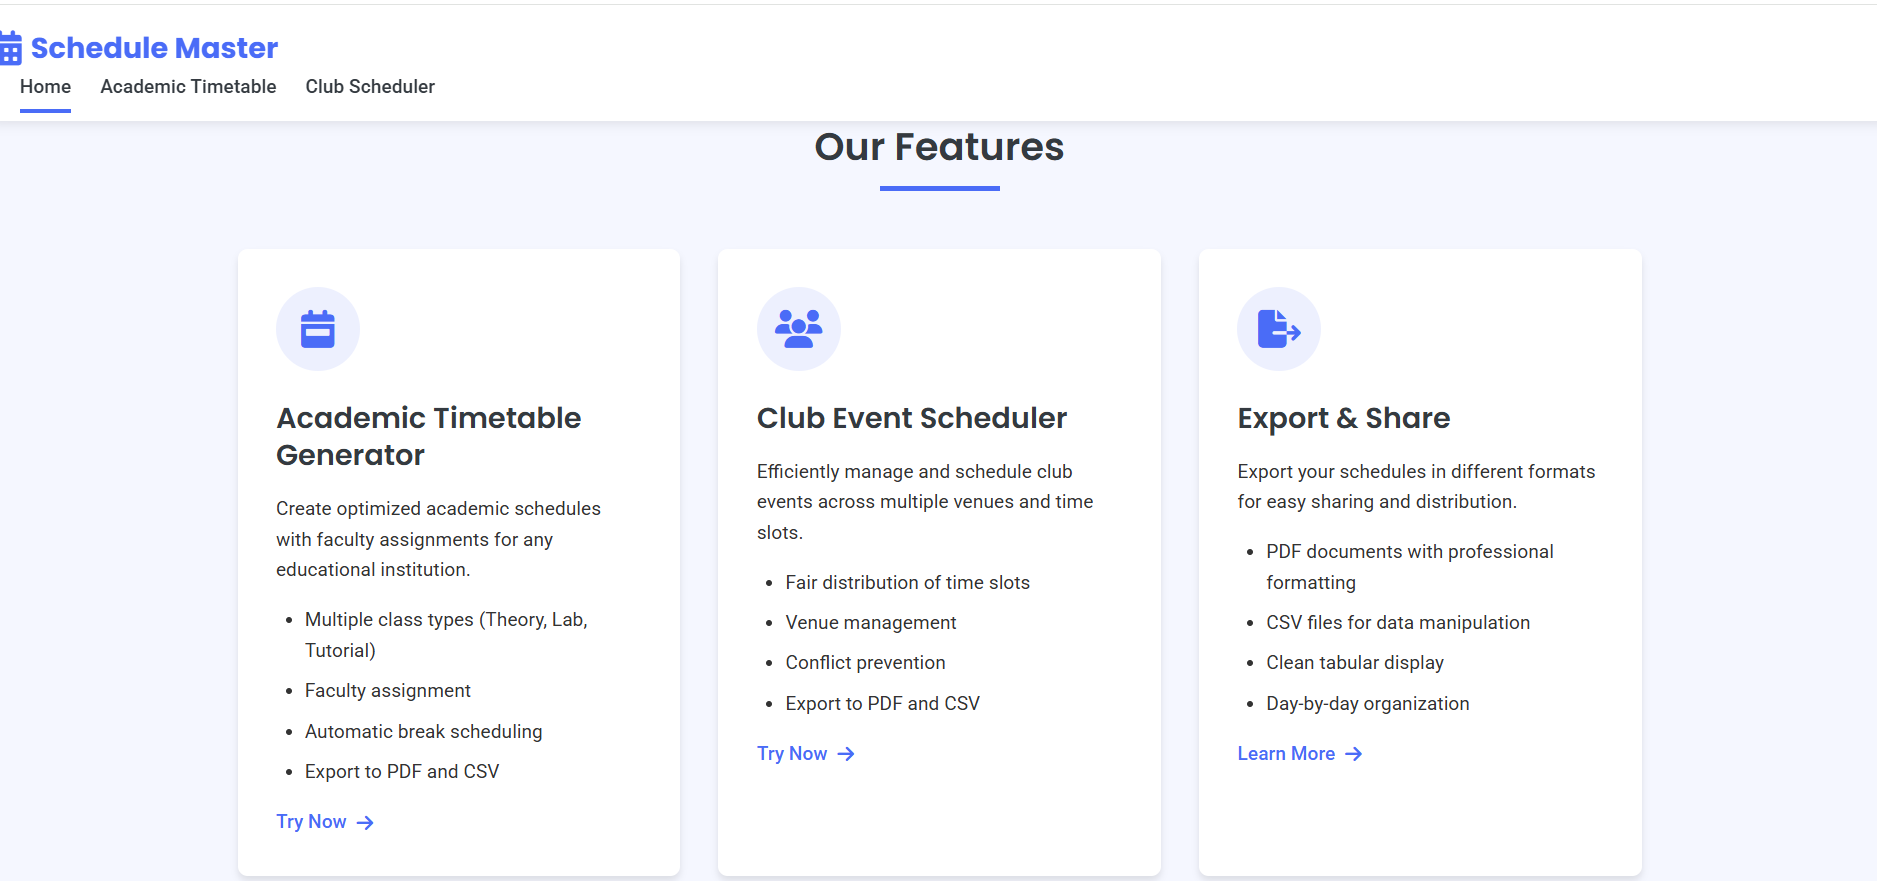 Schedule Master
Home Academic Timetable Club Scheduler
Our Features
Academic Timetable
Generator
Create optimized academic schedules
with faculty assignments for any
educational institution.
• Multiple class types (Theory, Lab,
Tutorial)
• Faculty assignment
• Automatic break scheduling
• Export to PDF and CSV
Try Now →
Club Event Scheduler
Efficiently manage and schedule club
events across multiple venues and time
slots.
• Fair distribution of time slots
• Venue management
• Conflict prevention
• Export to PDF and CSV
Try Now →
Export & Share
Export your schedules in different formats
for easy sharing and distribution.
• PDF documents with professional
formatting
• CSV files for data manipulation
• Clean tabular display
• Day-by-day organization
Learn More →